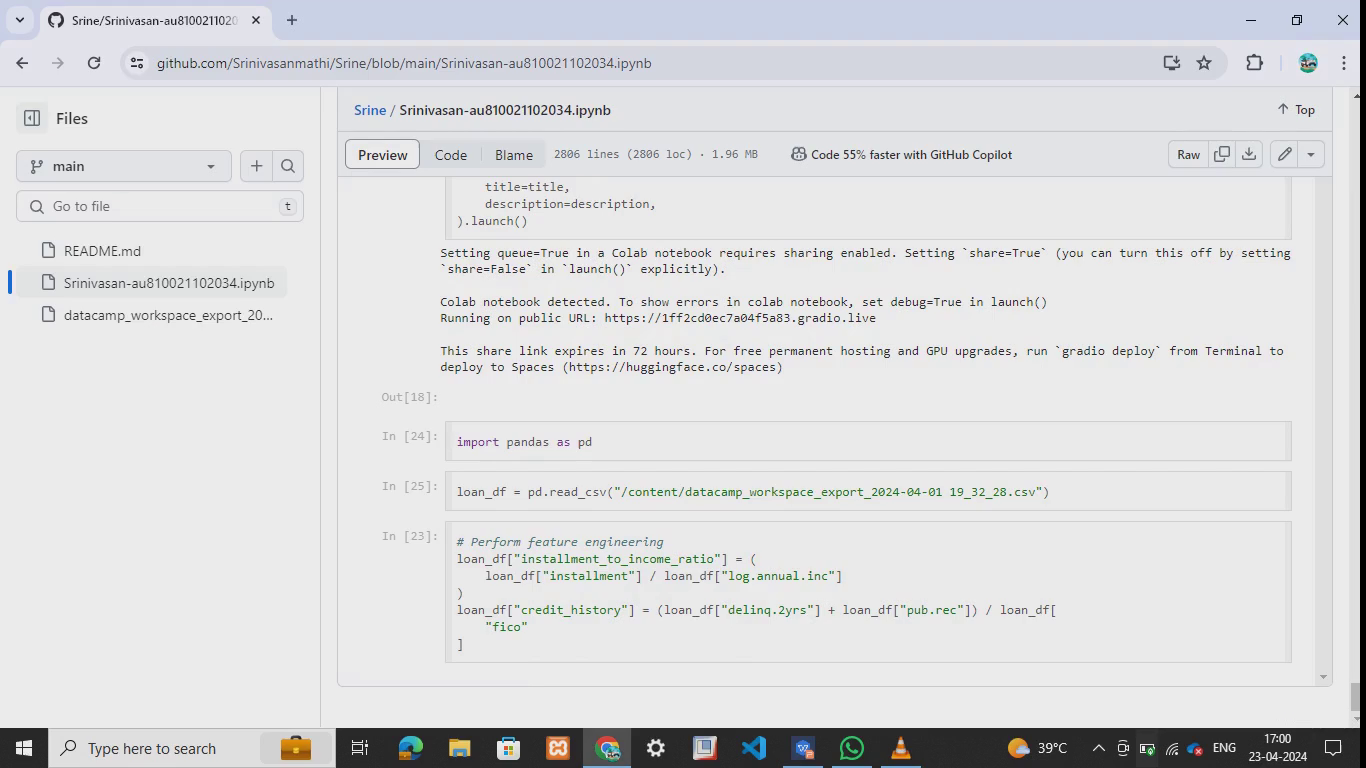 Srine/Srinivasan-au8100211020
github.com/Srinivasanmathi/Srine/blob/main/Srinivasan-au810021102034.ipynb
Files
main
Go to file
t
README.md
Srinivasan-au810021102034.ipynb
datacamp_workspace_export_20...
Srine / Srinivasan-au810021102034.ipynb
Top
Preview
Code
Blame
2806 lines (2806 loc) · 1.96 MB
Code 55% faster with GitHub Copilot
Raw
title=title,
description=description,
).launch()
Setting queue=True in a Colab notebook requires sharing enabled. Setting `share=True` (you can turn this off by setting
`share=False` in `launch()` explicitly).
Colab notebook detected. To show errors in colab notebook, set debug=True in launch()
Running on public URL: https://1ff2cd0ec7a04f5a83.gradio.live
This share link expires in 72 hours. For free permanent hosting and GPU upgrades, run `gradio deploy` from Terminal to
deploy to Spaces (https://huggingface.co/spaces)
Out[18]:
In [24]:
import pandas as pd
In [25]:
loan_df = pd.read_csv("/content/datacamp_workspace_export_2024-04-01 19_32_28.csv")
In [23]:
# Perform feature engineering
loan_df["installment_to_income_ratio"] = (
loan_df["installment"] / loan_df["log.annual.inc"]
)
loan_df["credit_history"] = (loan_df["delinq.2yrs"] + loan_df["pub.rec"]) / loan_df[
"fico"
]
Type here to search
39°C
ENG
17:00
23-04-2024